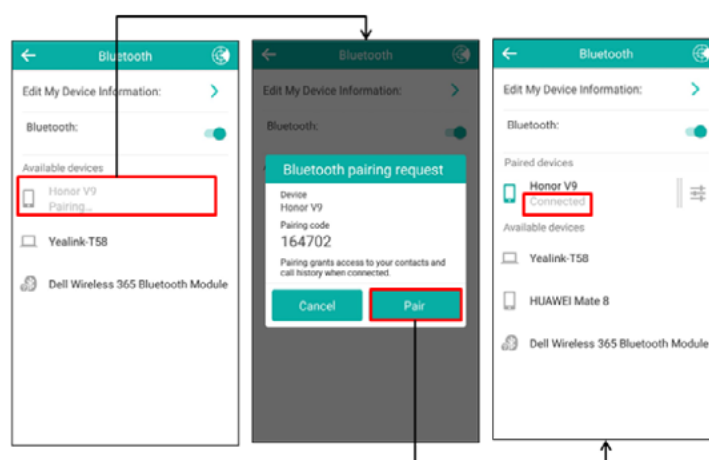 Bluetooth
Edit My Device Information:
Bluetooth:
Available devices
Honor V9
Pairing...
Yealink-T58
Dell Wireless 365 Bluetooth Module
Bluetooth
Edit My Device Information:
Bluetooth:
Bluetooth pairing request
Device
Honor V9
Pairing code
164702
Pairing grants access to your contacts and
call history when connected.
Cancel
Pair
Bluetooth
Edit My Device Information:
Bluetooth:
Paired devices
Honor V9
Connected
Available devices
Yealink-T58
HUAWEI Mate 8
Dell Wireless 365 Bluetooth Module